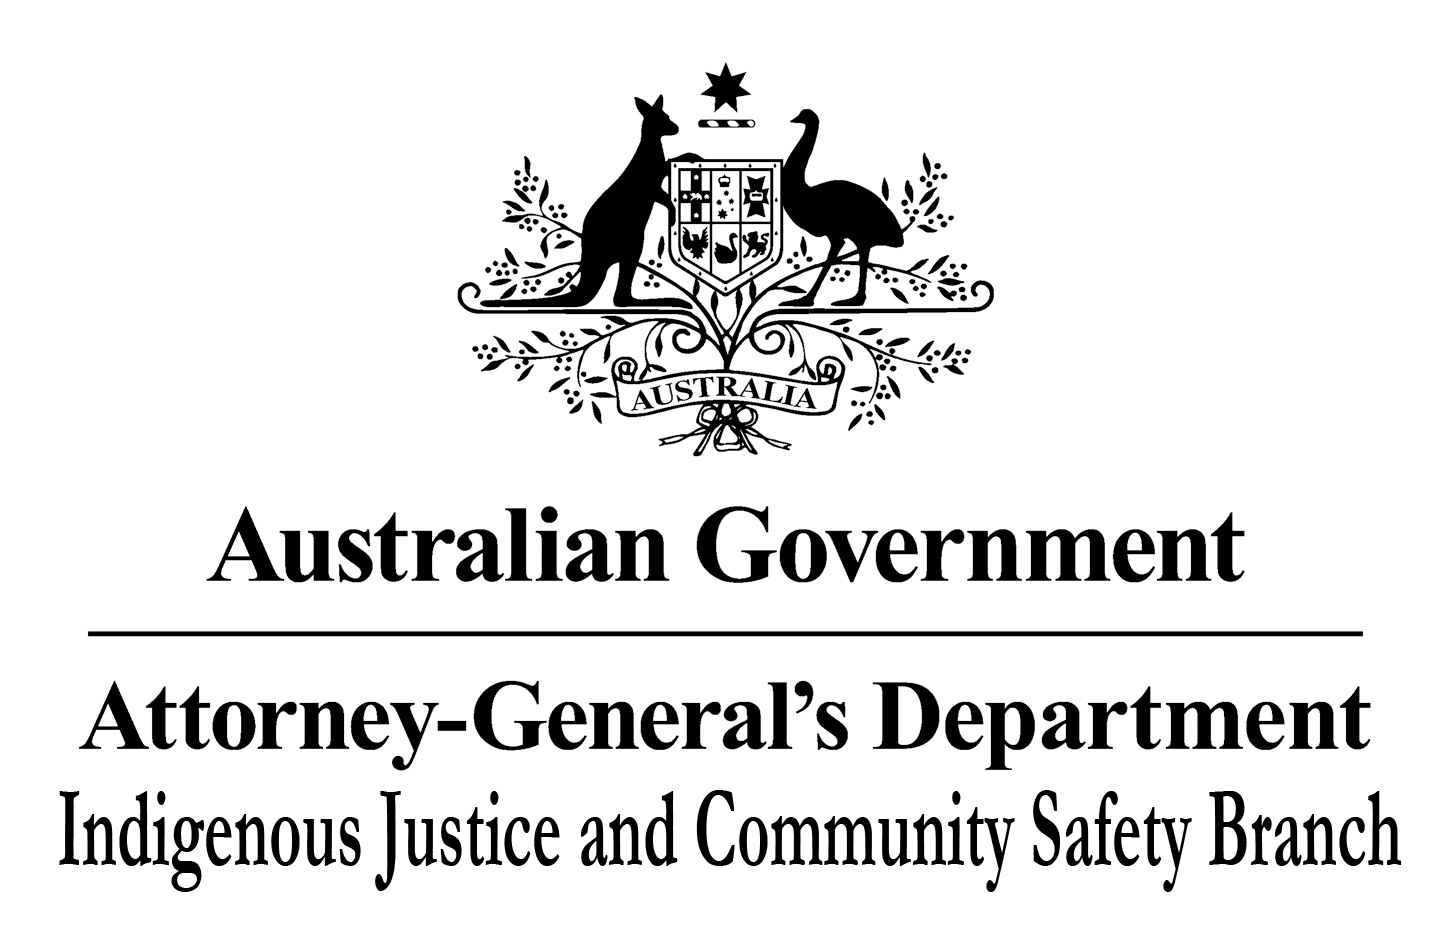 AUSTRALIA
Australian Government
Attorney-General’s Department
Indigenous Justice and Community Safety Branch